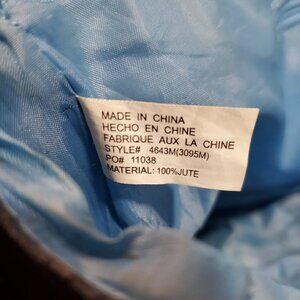 MADE IN CHINA
HECHO EN CHINE
FABRIQUE AUX LA CHINE
STYLE# 4643M(3095M)
PO# 11038
MATERIAL: 100%JUTE